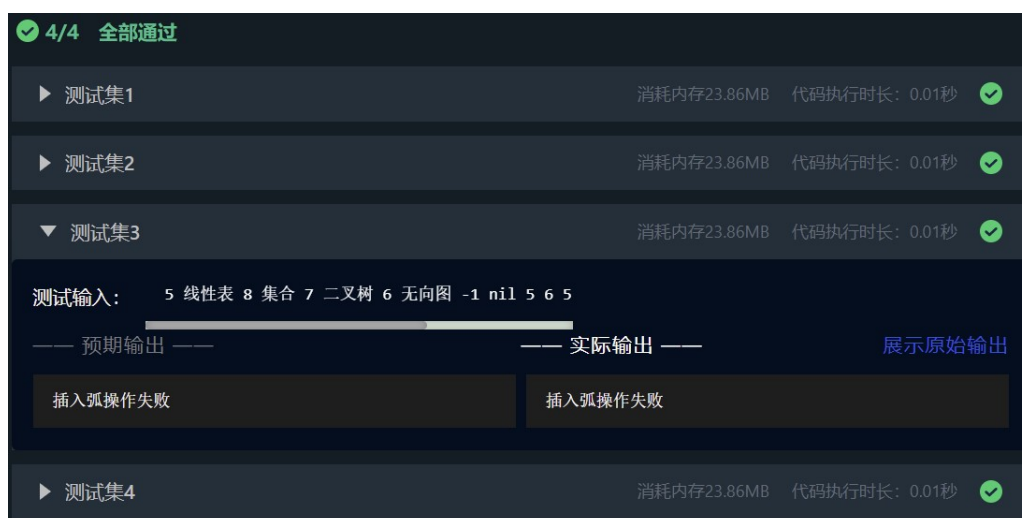 4/4 全部通过
测试集1 消耗内存23.86MB 代码执行时长：0.01秒
测试集2 消耗内存23.86MB 代码执行时长：0.01秒
测试集3 消耗内存23.86MB 代码执行时长：0.01秒
测试输入： 5 线性表 8 集合 7 二叉树 6 无向图 -1 nil 5 6 5
—— 预期输出 —— —— 实际输出 —— 展示原始输出
插入弧操作失败 插入弧操作失败
测试集4 消耗内存23.86MB 代码执行时长：0.01秒